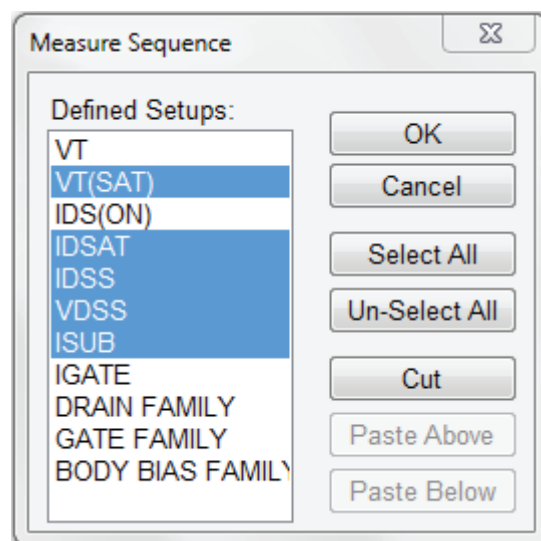 Measure Sequence
Defined Setups:
VT
VT(SAT)
IDS(ON)
IDSAT
IDSS
VDSS
ISUB
IGATE
DRAIN FAMILY
GATE FAMILY
BODY BIAS FAMILY
OK
Cancel
Select All
Un-Select All
Cut
Paste Above
Paste Below